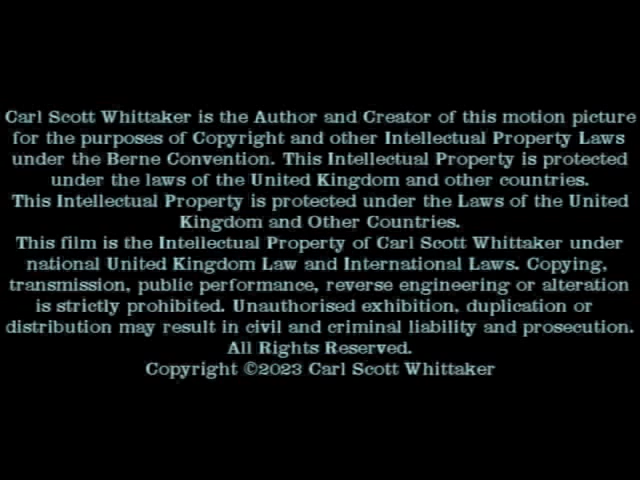 Carl Scott Whittaker is the Author and Creator of this motion picture
for the purposes of Copyright and other Intellectual Property Laws
under the Berne Convention. This Intellectual Property is protected
under the laws of the United Kingdom and other countries.
This Intellectual Property is protected under the Laws of the United
Kingdom and Other Countries.
This film is the Intellectual Property of Carl Scott Whittaker under
national United Kingdom Law and International Laws. Copying,
transmission, public performance, reverse engineering or alteration
is strictly prohibited. Unauthorised exhibition, duplication or
distribution may result in civil and criminal liability and prosecution.
All Rights Reserved.
Copyright ©2023 Carl Scott Whittaker